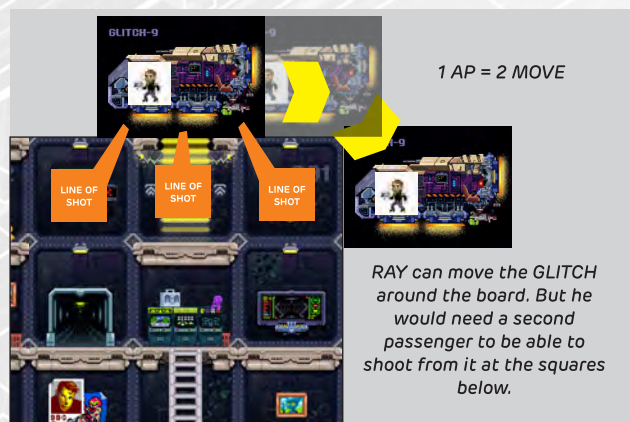 GLITCH-9
1 AP = 2 MOVE
LINE OF
SHOT
LINE OF
SHOT
LINE OF
SHOT
RAY can move the GLITCH
around the board. But he
would need a second
passenger to be able to
shoot from it at the squares
below.